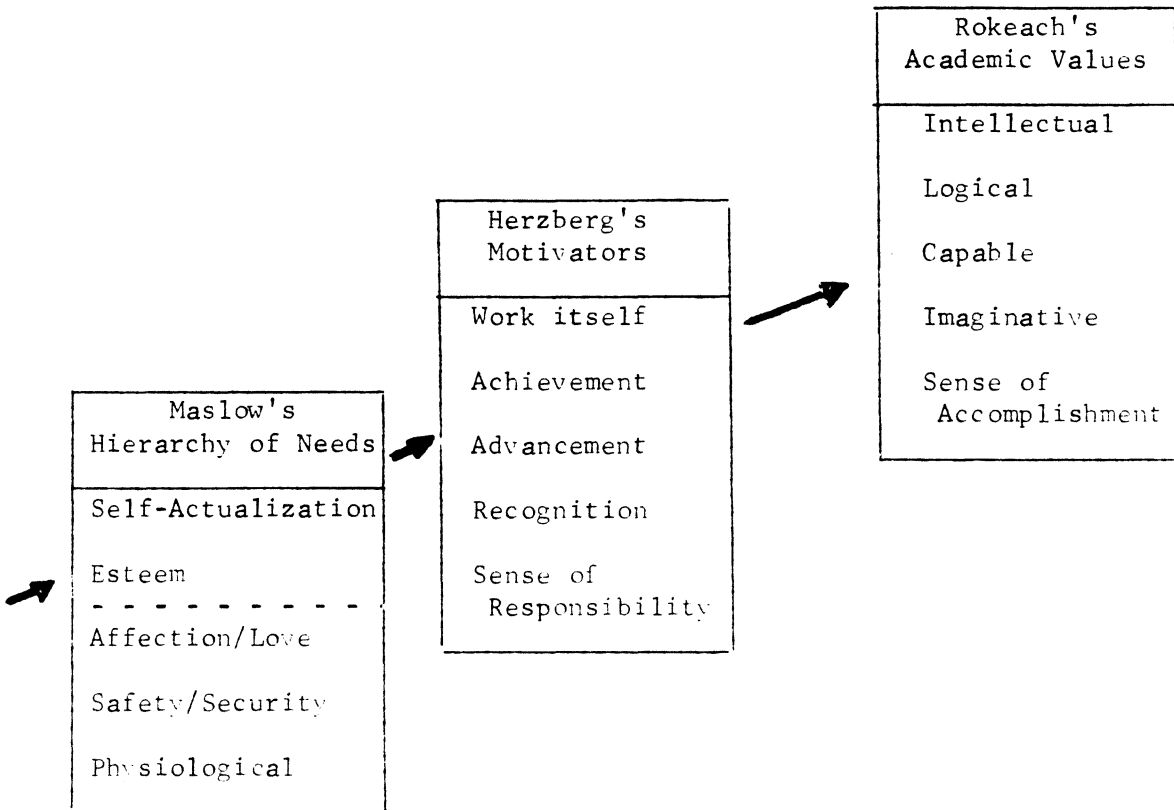 Rokeach's
Academic Values
Intellectual
Logical
Capable
Imaginative
Sense of
Accomplishment
Herzberg's
Motivators
Work itself
Achievement
Advancement
Recognition
Sense of
Responsibility
Maslow's
Hierarchy of Needs
Self-Actualization
Esteem
Affection/Love
Safety/Security
Physiological